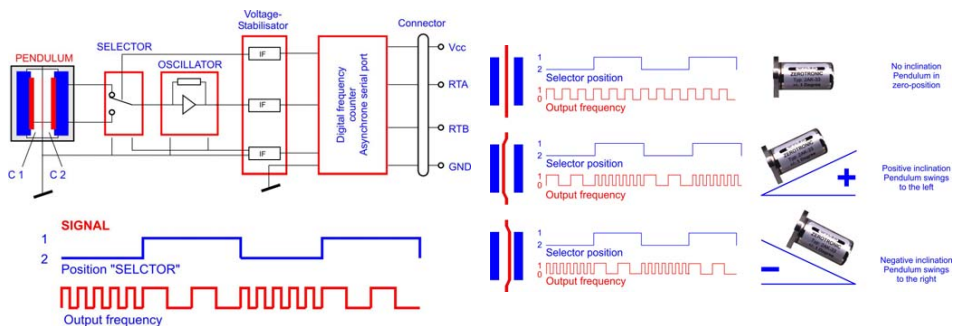 Voltage-
Stabilisator
Connector
SELECTOR
OSCILLATOR
PENDULUM
IF
IF
IF
Digital frequency
counter
Asynchrone serial port
Vcc
RTA
RTB
GND
C 1
C 2
SIGNAL
1
2
Position "SELCTOR"
Output frequency
1
2
Selector position
1
0
Output frequency
ZEROTRONIC
No inclination
Pendulum in
zero-position
1
2
Selector position
1
0
Output frequency
ZEROTRONIC
+
Positive inclination
Pendulum swings
to the left
1
2
Selector position
1
0
Output frequency
ZEROTRONIC
−
Negative inclination
Pendulum swings
to the right